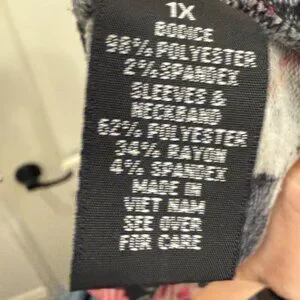 1X
BODICE
98% POLYESTER
2% SPANDEX
SLEEVES &
NECKBAND
62% POLYESTER
34% RAYON
4% SPANDEX
MADE IN
VIET NAM
SEE OVER
FOR CARE